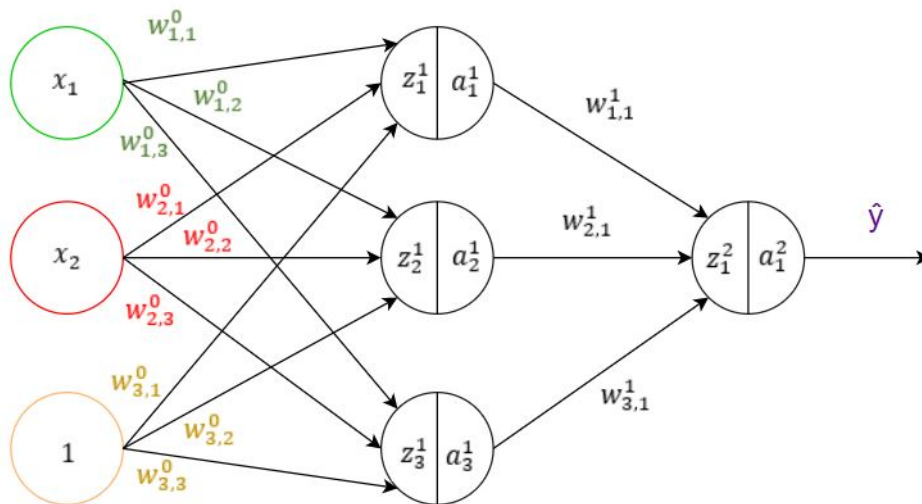 w⁰₁,₁
x₁
z¹₁ a¹₁
w⁰₁,₂
w¹₁,₁
w⁰₁,₃
w⁰₂,₁
w⁰₂,₂
w¹₂,₁
ŷ
x₂
z¹₂ a¹₂
z²₁ a²₁
w⁰₂,₃
w⁰₃,₁
w¹₃,₁
w⁰₃,₂
1
z¹₃ a¹₃
w⁰₃,₃